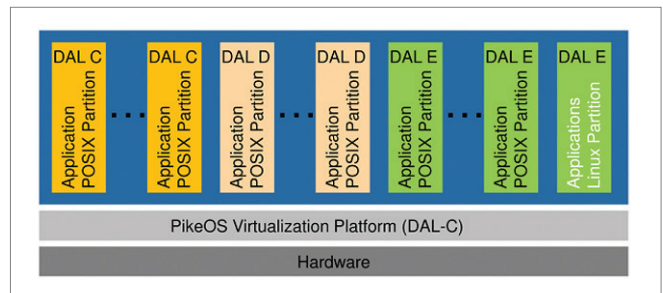 DAL C
Application
POSIX Partition
...
DAL C
Application
POSIX Partition
DAL D
Application
POSIX Partition
...
DAL D
Application
POSIX Partition
DAL E
Application
POSIX Partition
...
DAL E
Application
POSIX Partition
DAL E
Applications
Linux Partition
PikeOS Virtualization Platform (DAL-C)
Hardware